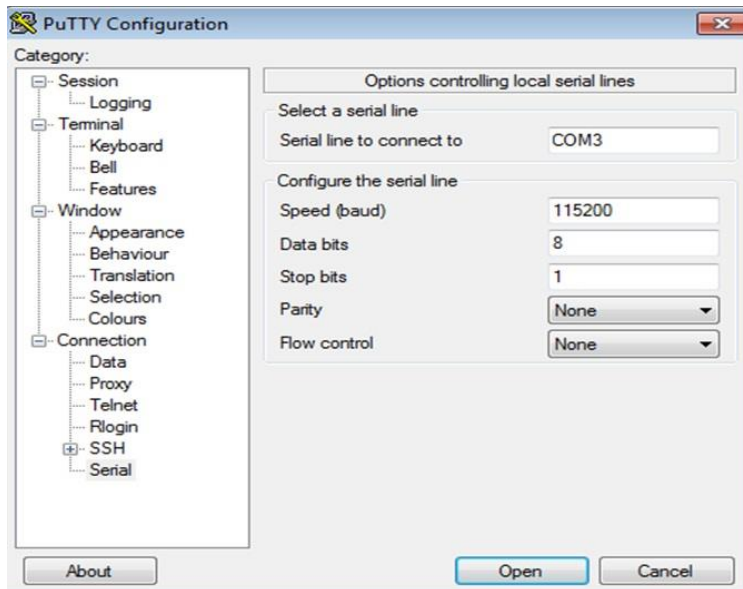 PuTTY Configuration
Category:
Session
Logging
Terminal
Keyboard
Bell
Features
Window
Appearance
Behaviour
Translation
Selection
Colours
Connection
Data
Proxy
Telnet
Rlogin
SSH
Serial
Options controlling local serial lines
Select a serial line
Serial line to connect to COM3
Configure the serial line
Speed (baud) 115200
Data bits 8
Stop bits 1
Parity None
Flow control None
About Open Cancel